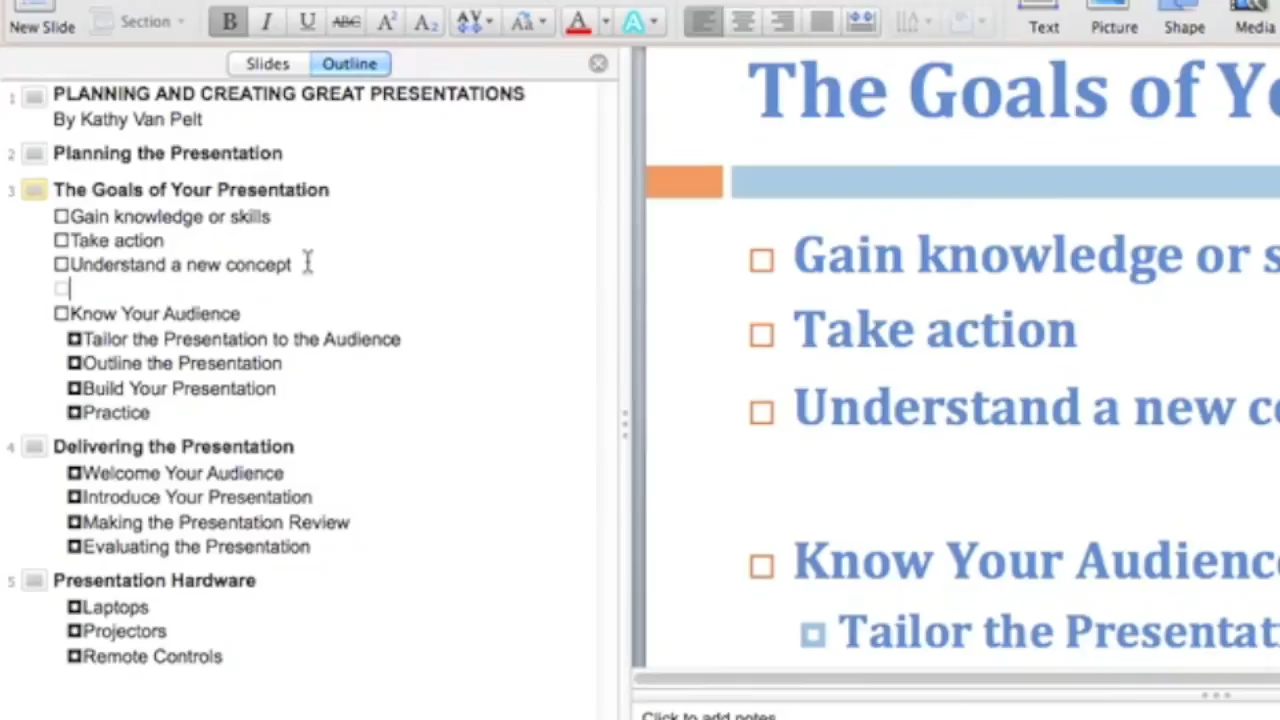 New Slide
Section
B I U ABC A² A₂ AV Aa A A
Text Picture Shape Media
Slides Outline
1 PLANNING AND CREATING GREAT PRESENTATIONS
By Kathy Van Pelt
2 Planning the Presentation
3 The Goals of Your Presentation
Gain knowledge or skills
Take action
Understand a new concept
Know Your Audience
Tailor the Presentation to the Audience
Outline the Presentation
Build Your Presentation
Practice
4 Delivering the Presentation
Welcome Your Audience
Introduce Your Presentation
Making the Presentation Review
Evaluating the Presentation
5 Presentation Hardware
Laptops
Projectors
Remote Controls
The Goals of Yo
Gain knowledge or s
Take action
Understand a new co
Know Your Audience
Tailor the Presentati
Click to add notes